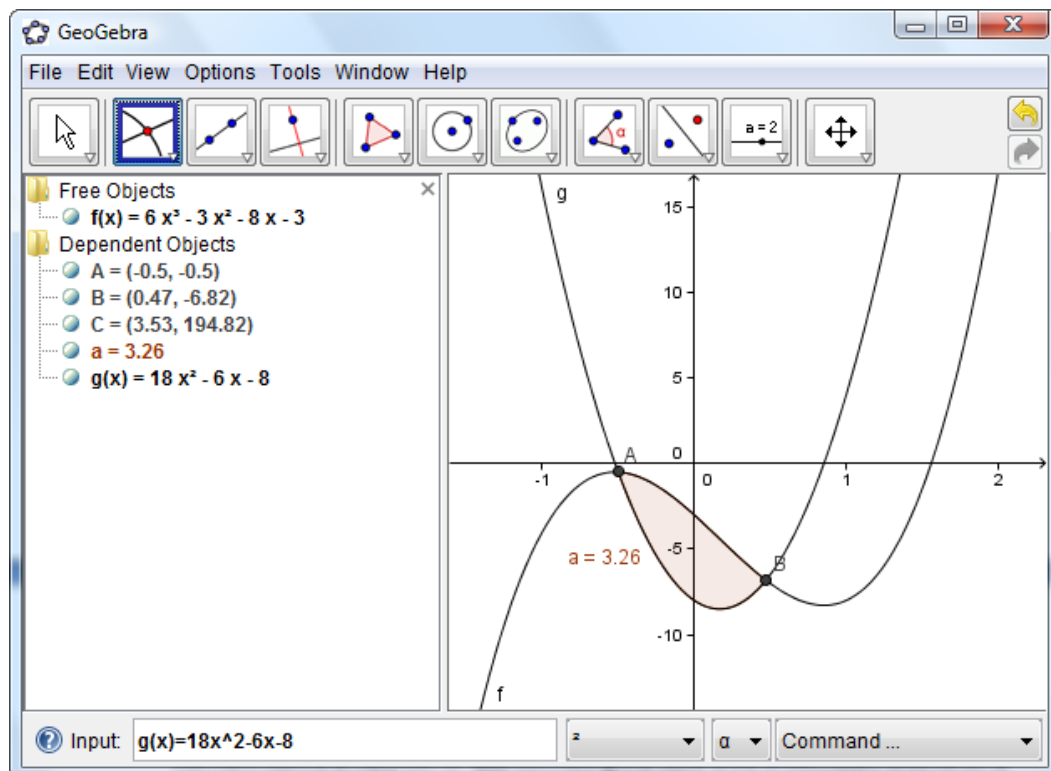 GeoGebra
File Edit View Options Tools Window Help
α
a = 2
Free Objects
f(x) = 6 x³ - 3 x² - 8 x - 3
Dependent Objects
A = (-0.5, -0.5)
B = (0.47, -6.82)
C = (3.53, 194.82)
a = 3.26
g(x) = 18 x² - 6 x - 8
g
15
10
5
0
A
-1
0
1
2
a = 3.26
-5
B
-10
f
Input: g(x)=18x^2-6x-8
² α Command ...